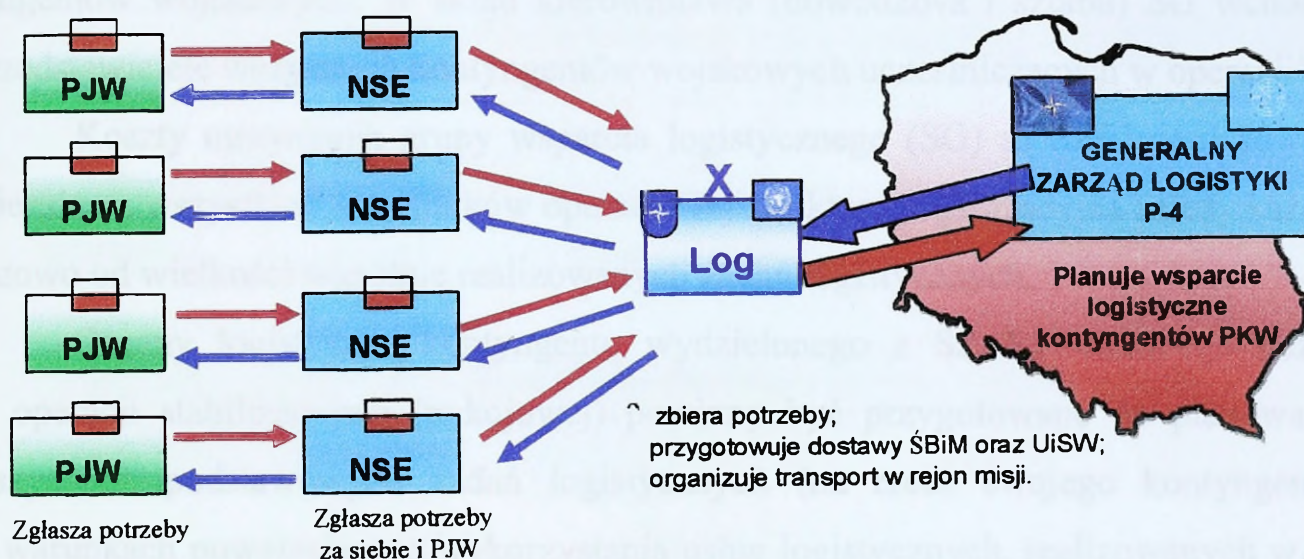 PJW
NSE
PJW
NSE
PJW
NSE
PJW
NSE
Zgłasza potrzeby
Zgłasza potrzeby
za siebie i PJW
X
Log
zbiera potrzeby;
przygotowuje dostawy ŚBiM oraz UiSW;
organizuje transport w rejon misji.
GENERALNY
ZARZĄD LOGISTYKI
P-4
Planuje wsparcie
logistyczne
kontyngentów PKW